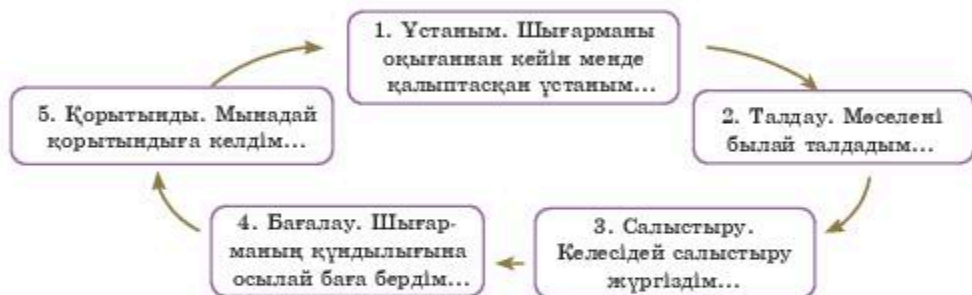 1. Ұстаным. Шығарманы
оқығаннан кейін менде
қалыптасқан ұстаным...
2. Талдау. Мәселені
былай талдадым...
3. Салыстыру.
Келесідей салыстыру
жүргіздім...
4. Бағалау. Шығар-
маның құндылығына
осылай баға бердім...
5. Қорытынды. Мынадай
қорытындыға келдім...